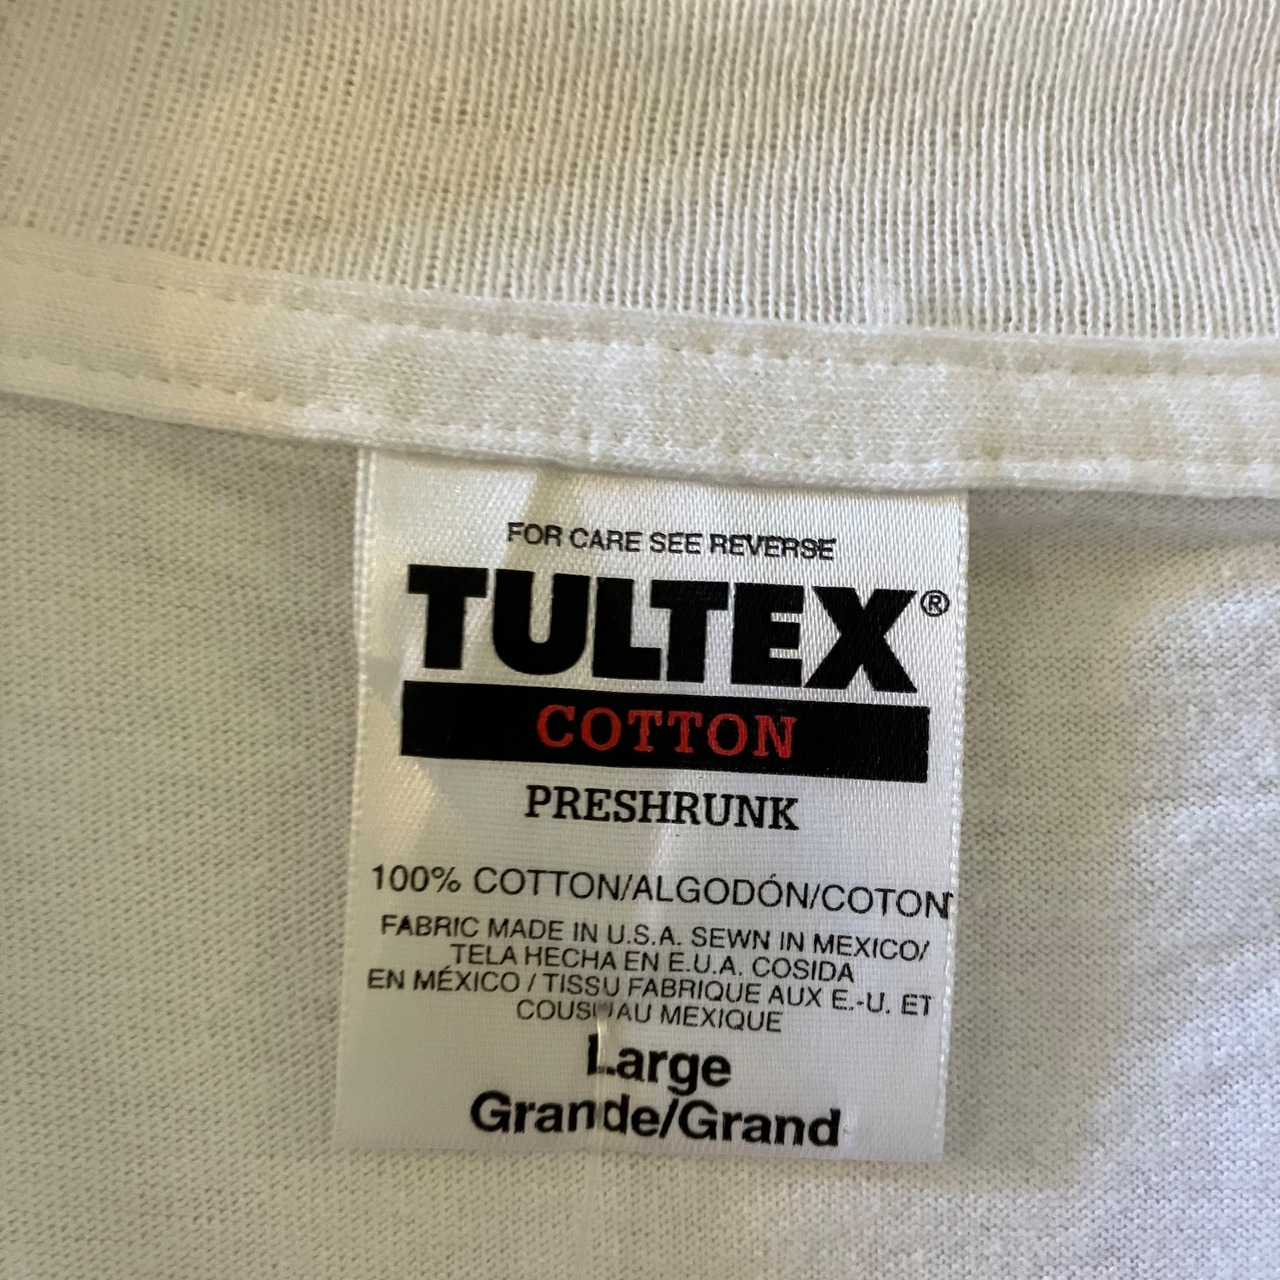 FOR CARE SEE REVERSE
TULTEX®
COTTON
PRESHRUNK
100% COTTON/ALGODÓN/COTON
FABRIC MADE IN U.S.A. SEWN IN MEXICO/
TELA HECHA EN E.U.A. COSIDA
EN MÉXICO / TISSU FABRIQUE AUX E.-U. ET
COUSU AU MEXIQUE
Large
Grande/Grand